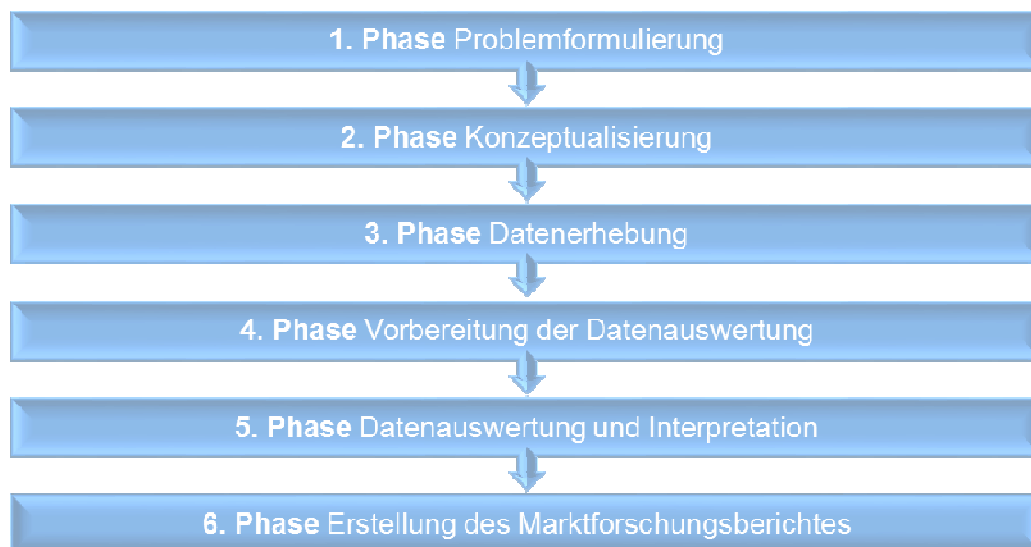 1. Phase Problemformulierung
2. Phase Konzeptualisierung
3. Phase Datenerhebung
4. Phase Vorbereitung der Datenauswertung
5. Phase Datenauswertung und Interpretation
6. Phase Erstellung des Marktforschungsberichtes